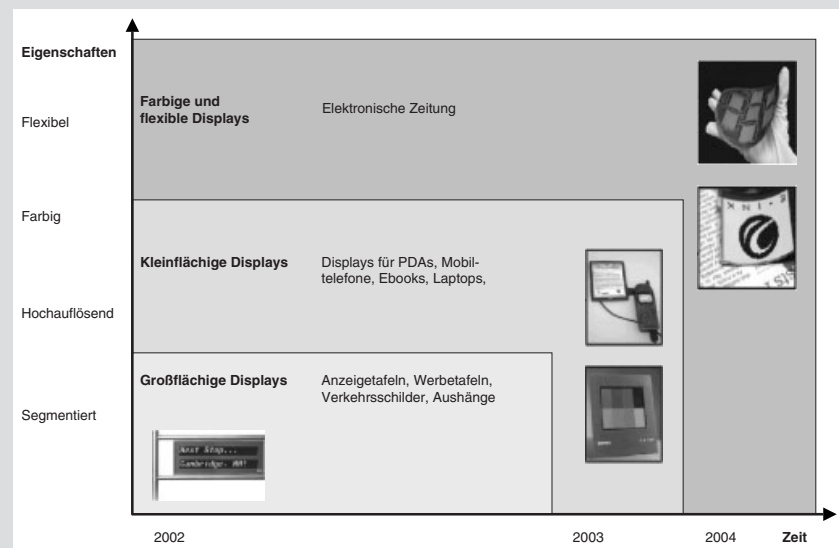 Eigenschaften
Flexibel
Farbig
Hochauflösend
Segmentiert
Farbige und
flexible Displays
Elektronische Zeitung
Kleinflächige Displays
Displays für PDAs, Mobil-
telefone, Ebooks, Laptops,
Großflächige Displays
Anzeigetafeln, Werbetafeln,
Verkehrsschilder, Aushänge
Next Stop...
Cambridge, MA!
E·INK
2002
2003
2004
Zeit